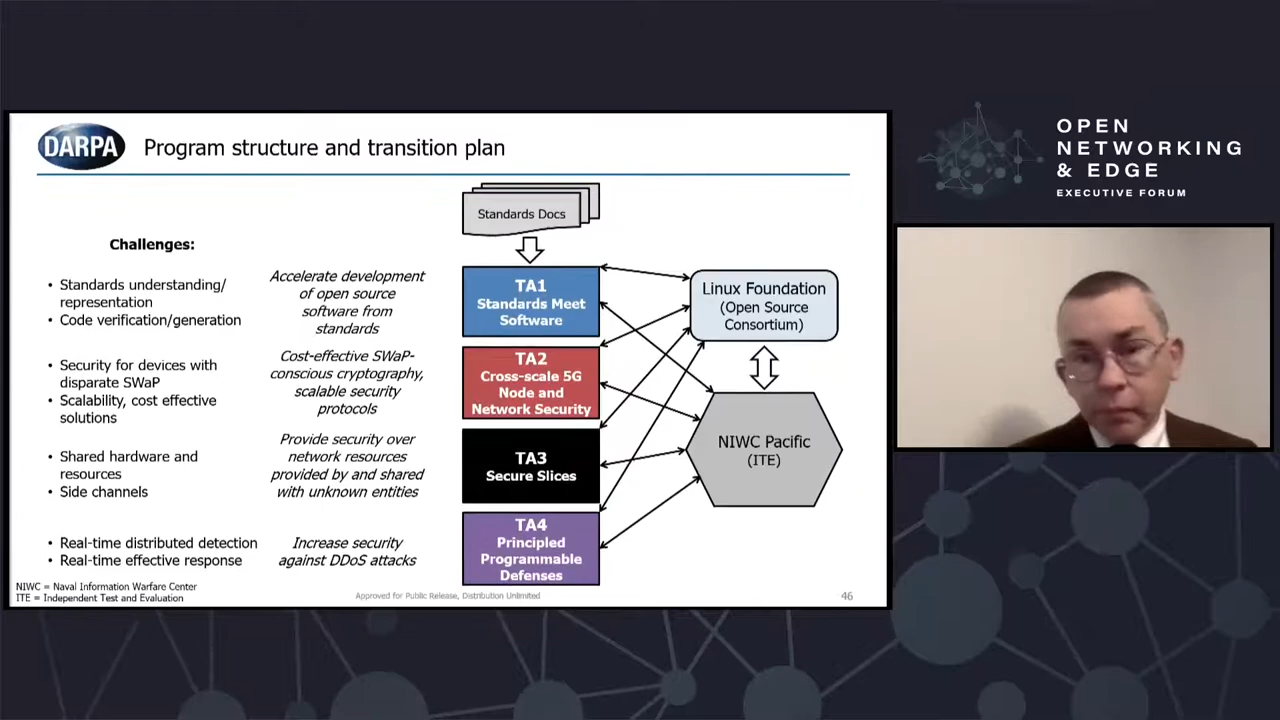 DARPA
Program structure and transition plan
Standards Docs
Challenges:
• Standards understanding/
representation
• Code verification/generation
Accelerate development
of open source
software from
standards
TA1
Standards Meet
Software
• Security for devices with
disparate SWaP
• Scalability, cost effective
solutions
Cost-effective SWaP-
conscious cryptography,
scalable security
protocols
TA2
Cross-scale 5G
Node and
Network Security
• Shared hardware and
resources
• Side channels
Provide security over
network resources
provided by and shared
with unknown entities
TA3
Secure Slices
• Real-time distributed detection
• Real-time effective response
Increase security
against DDoS attacks
TA4
Principled
Programmable
Defenses
Linux Foundation
(Open Source
Consortium)
NIWC Pacific
(ITE)
NIWC = Naval Information Warfare Center
ITE = Independent Test and Evaluation
Approved for Public Release, Distribution Unlimited
46
OPEN
NETWORKING
& EDGE
EXECUTIVE FORUM